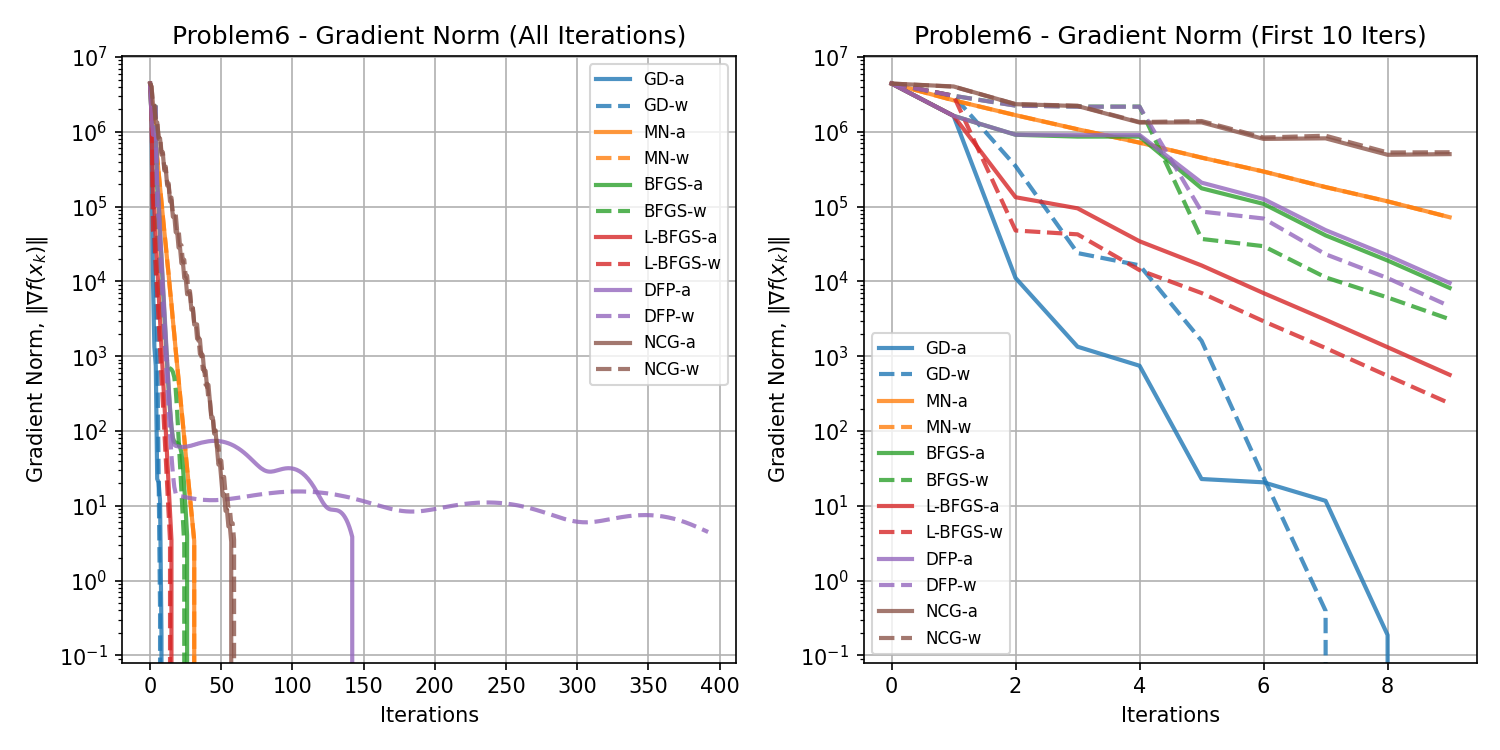 Problem6 - Gradient Norm (All Iterations)
Gradient Norm, ‖∇f(x_k)‖
10^7
10^6
10^5
10^4
10^3
10^2
10^1
10^0
10^−1
GD-a
GD-w
MN-a
MN-w
BFGS-a
BFGS-w
L-BFGS-a
L-BFGS-w
DFP-a
DFP-w
NCG-a
NCG-w
0 50 100 150 200 250 300 350 400
Iterations
Problem6 - Gradient Norm (First 10 Iters)
Gradient Norm, ‖∇f(x_k)‖
10^7
10^6
10^5
10^4
10^3
10^2
10^1
10^0
10^−1
GD-a
GD-w
MN-a
MN-w
BFGS-a
BFGS-w
L-BFGS-a
L-BFGS-w
DFP-a
DFP-w
NCG-a
NCG-w
0 2 4 6 8
Iterations